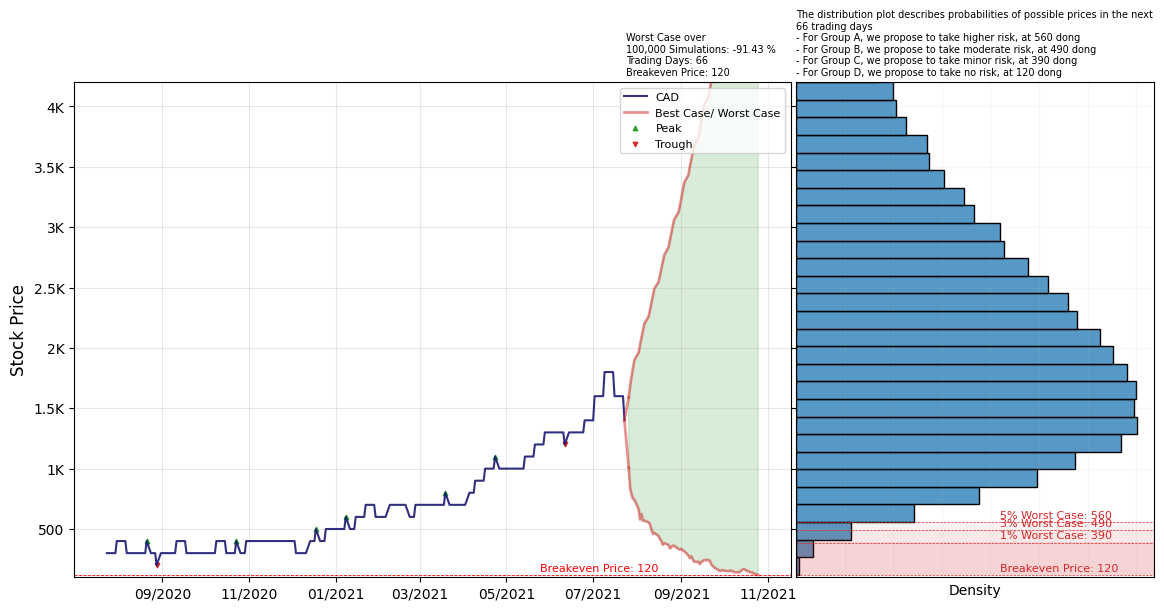 The distribution plot describes probabilities of possible prices in the next
66 trading days
- For Group A, we propose to take higher risk, at 560 dong
- For Group B, we propose to take moderate risk, at 490 dong
- For Group C, we propose to take minor risk, at 390 dong
- For Group D, we propose to take no risk, at 120 dong
Worst Case over
100,000 Simulations: -91.43 %
Trading Days: 66
Breakeven Price: 120
CAD
Best Case/ Worst Case
Peak
Trough
Stock Price
4K
3.5K
3K
2.5K
2K
1.5K
1K
500
Breakeven Price: 120
09/2020
11/2020
01/2021
03/2021
05/2021
07/2021
09/2021
11/2021
5% Worst Case: 560
3% Worst Case: 490
1% Worst Case: 390
Breakeven Price: 120
Density